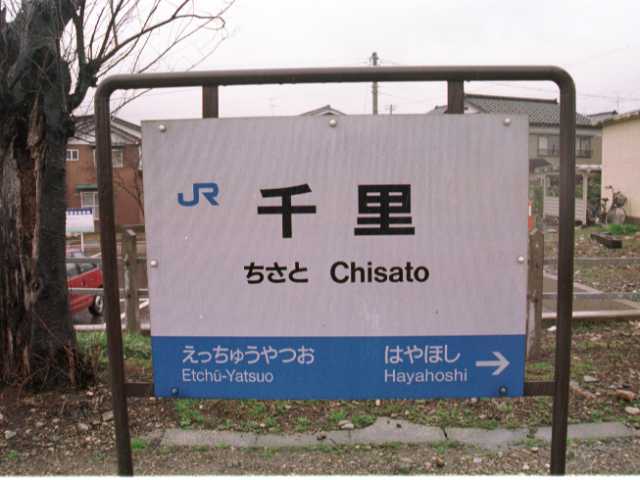 JR 千里
ちさと Chisato
えっちゅうやつお はやほし →
Etchū-Yatsuo Hayahoshi